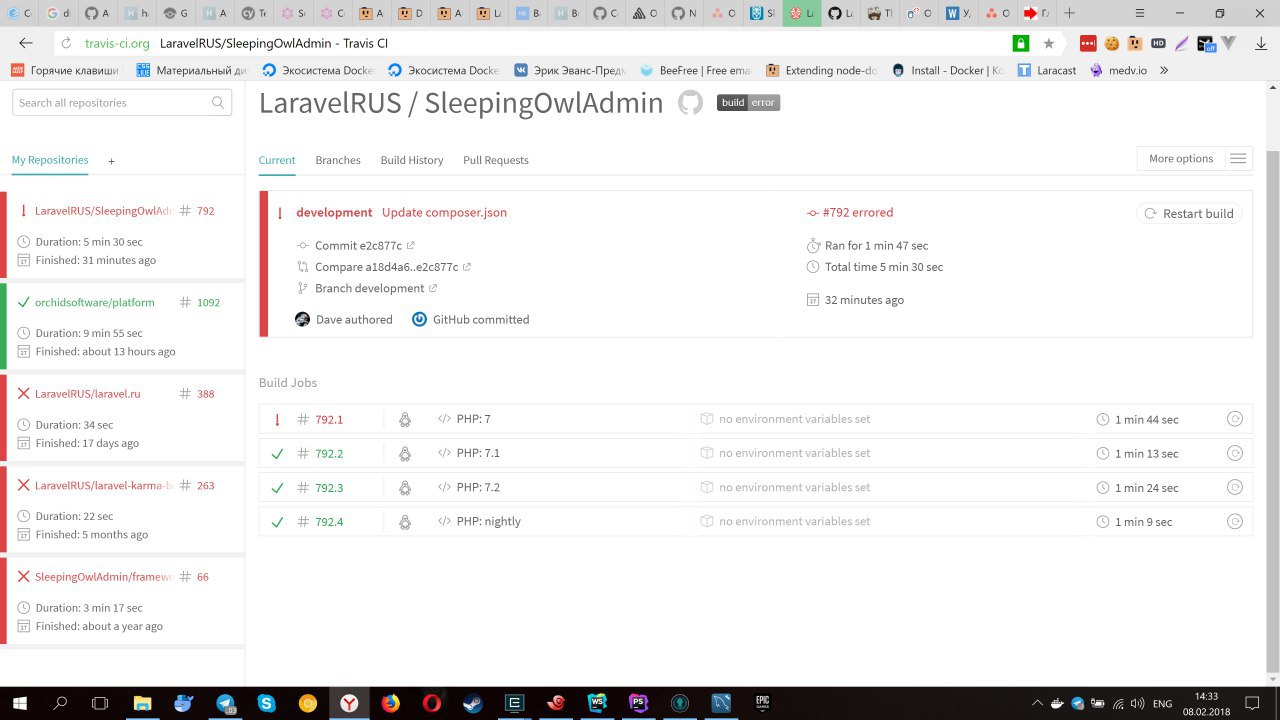 travis-ci.org LaravelRUS/SleepingOwlAdmin - Travis CI
Горячие клавиши
Материальный диз
Экосистема Docke
Экосистема Docke
Эрик Эванс-Предм
BeeFree | Free ema
Extending node-do
Install - Docker | Ko
Laracast
medv.io
Search all repositories
LaravelRUS / SleepingOwlAdmin
build error
My Repositories +
Current Branches Build History Pull Requests
More options
LaravelRUS/SleepingOwlAdm # 792
Duration: 5 min 30 sec
Finished: 31 minutes ago
orchidsoftware/platform # 1092
Duration: 9 min 55 sec
Finished: about 13 hours ago
LaravelRUS/laravel.ru # 388
Duration: 34 sec
Finished: 17 days ago
LaravelRUS/laravel-karma-b # 263
Duration: 22 sec
Finished: 5 months ago
SleepingOwlAdmin/framewo # 66
Duration: 3 min 17 sec
Finished: about a year ago
development Update composer.json
#792 errored
Restart build
Commit e2c877c
Ran for 1 min 47 sec
Compare a18d4a6..e2c877c
Total time 5 min 30 sec
Branch development
32 minutes ago
Dave authored GitHub committed
Build Jobs
# 792.1 PHP: 7 no environment variables set 1 min 44 sec
# 792.2 PHP: 7.1 no environment variables set 1 min 13 sec
# 792.3 PHP: 7.2 no environment variables set 1 min 24 sec
# 792.4 PHP: nightly no environment variables set 1 min 9 sec
ENG
14:33
08.02.2018